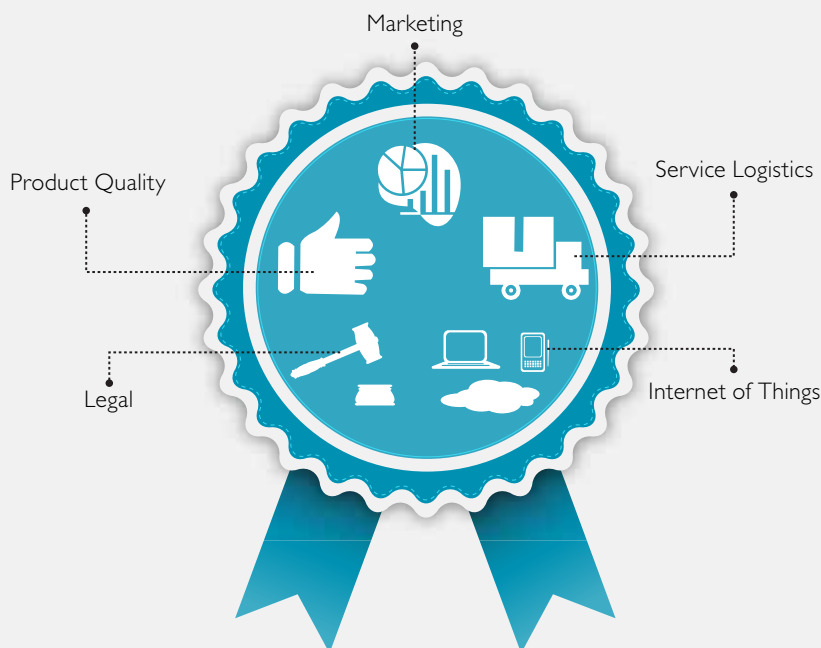 Marketing
Product Quality
Service Logistics
Legal
Internet of Things